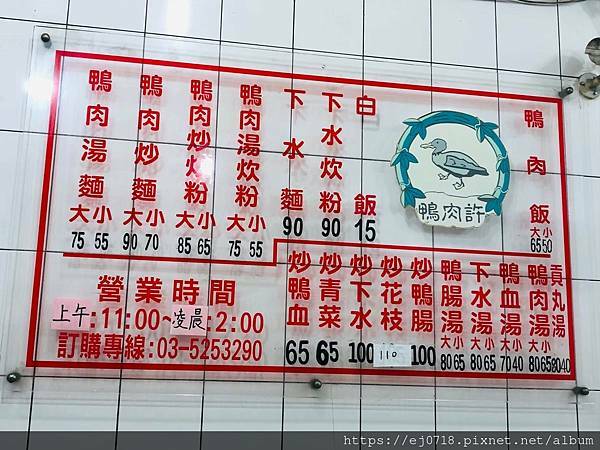 鴨肉湯麵 大小 75 55
鴨肉炒麵 大小 90 70
鴨肉炒炊粉 大小 85 65
鴨肉湯炊粉 大小 75 55
下水麵 90
下水炊粉 90
白飯 15
鴨肉許
鴨肉飯 大小 65 50
營業時間
上午:11:00~凌晨:2:00
訂購專線:03-5253290
炒鴨血 65
炒青菜 65
炒下水 100
炒花枝 110
炒鴨腸 100
鴨腸湯 大小 80 65
下水湯 大小 80 65
鴨血湯 大小 70 40
鴨肉湯 大小 80 65
貢丸湯 大小 80 40
https://ej0718.pixnet.net/album